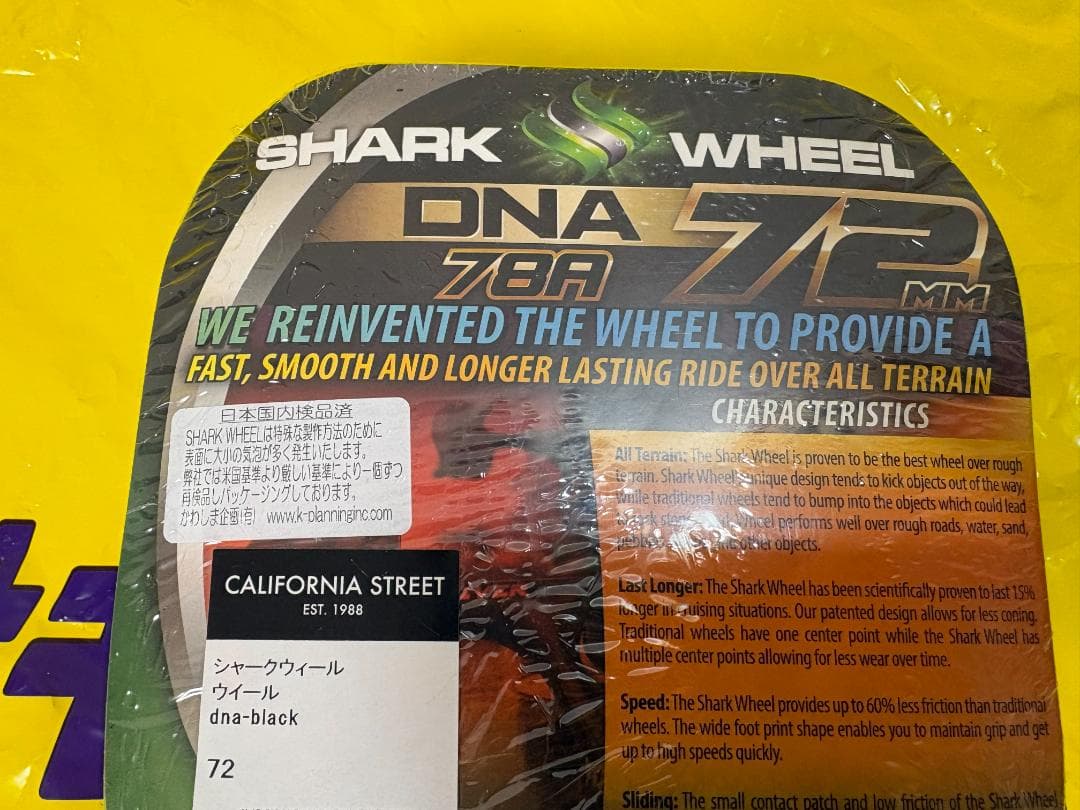 SHARK WHEEL
DNA 72
78A MM
WE REINVENTED THE WHEEL TO PROVIDE A
FAST, SMOOTH AND LONGER LASTING RIDE OVER ALL TERRAIN
CHARACTERISTICS
日本国内検品済
SHARK WHEELは特殊な製作方法のために
表面に大小の気泡が多く発生いたします。
弊社では米国基準より厳しい基準により一個ずつ
再検品しパッケージングしております。
かわしま企画(有) www.k-planninginc.com
All Terrain: The Shark Wheel is proven to be the best wheel over rough
terrain. Shark Wheel's unique design tends to kick objects out of the way,
while traditional wheels tend to bump into the objects which could lead
Wheel performs well over rough roads, water, sand,
other objects.
Last Longer: The Shark Wheel has been scientifically proven to last 15%
longer in cruising situations. Our patented design allows for less coning.
Traditional wheels have one center point while the Shark Wheel has
multiple center points allowing for less wear over time.
Speed: The Shark Wheel provides up to 60% less friction than traditional
wheels. The wide foot print shape enables you to maintain grip and get
up to high speeds quickly.
Sliding: The small contact patch and low friction of the Shark Wheel
CALIFORNIA STREET
EST. 1988
シャークウィール
ウイール
dna-black
72